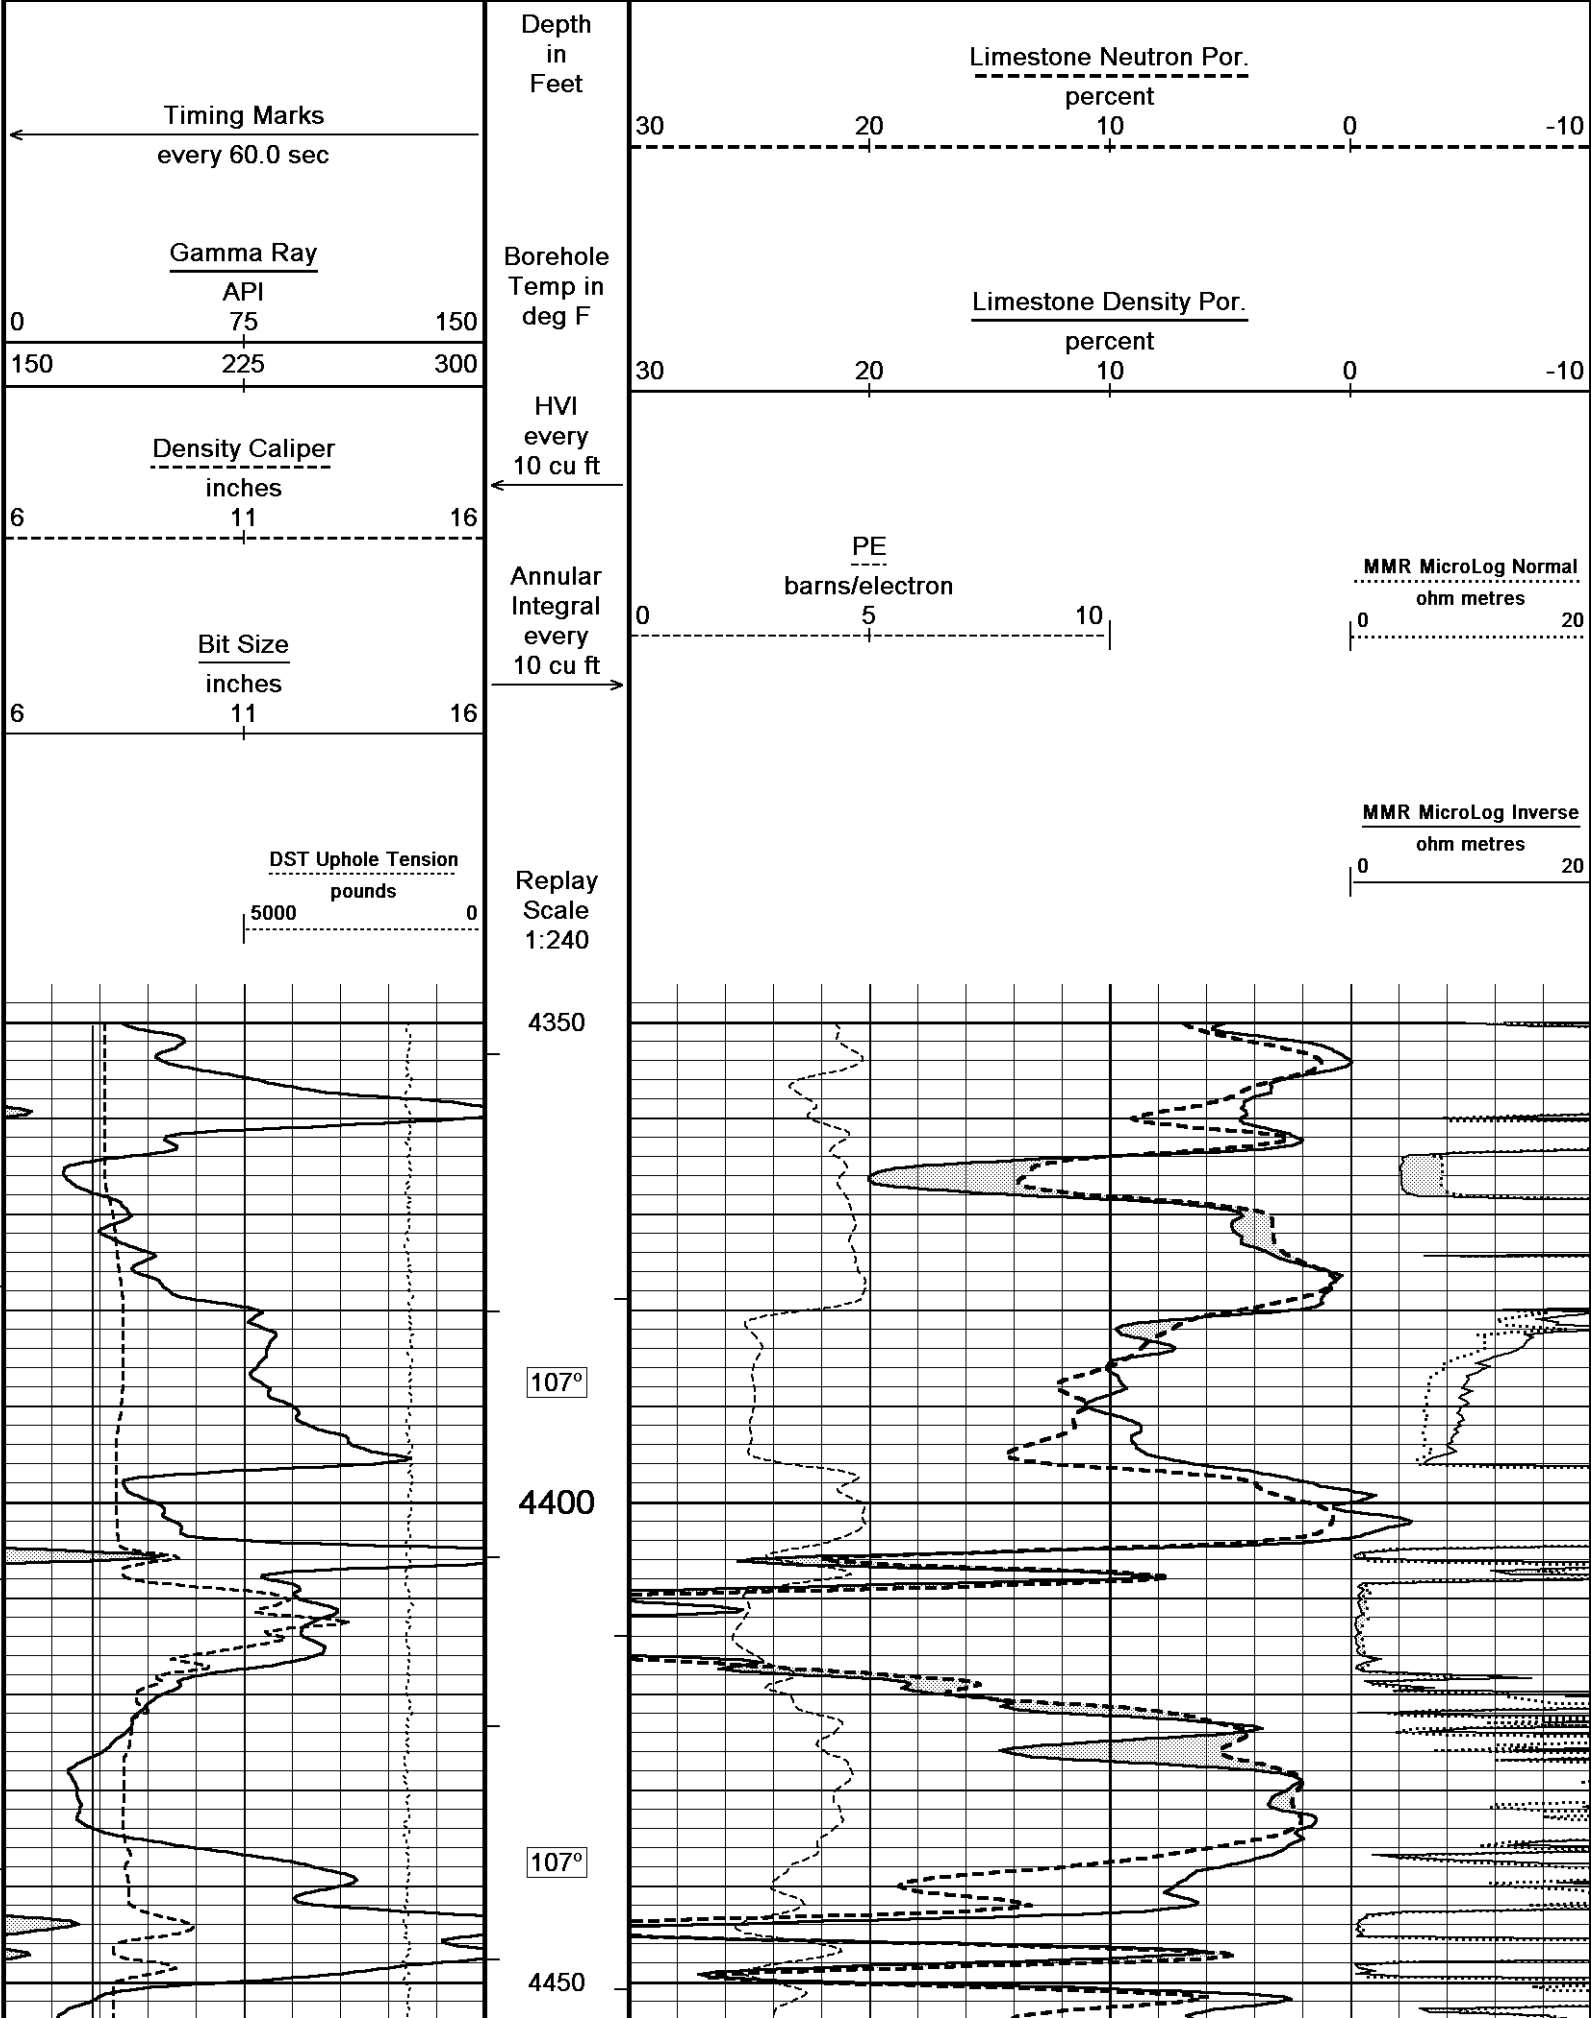 Timing Marks
every 60.0 sec
Gamma Ray
API
0 75 150
150 225 300
Density Caliper
inches
6 11 16
Bit Size
inches
6 11 16
DST Uphole Tension
pounds
5000 0
Depth
in
Feet
Borehole
Temp in
deg F
HVI
every
10 cu ft
Annular
Integral
every
10 cu ft
Replay
Scale
1:240
Limestone Neutron Por.
percent
30 20 10 0 -10
Limestone Density Por.
percent
30 20 10 0 -10
PE
barns/electron
0 5 10
MMR MicroLog Normal
ohm metres
0 20
MMR MicroLog Inverse
ohm metres
0 20
4350
107º
4400
107º
4450